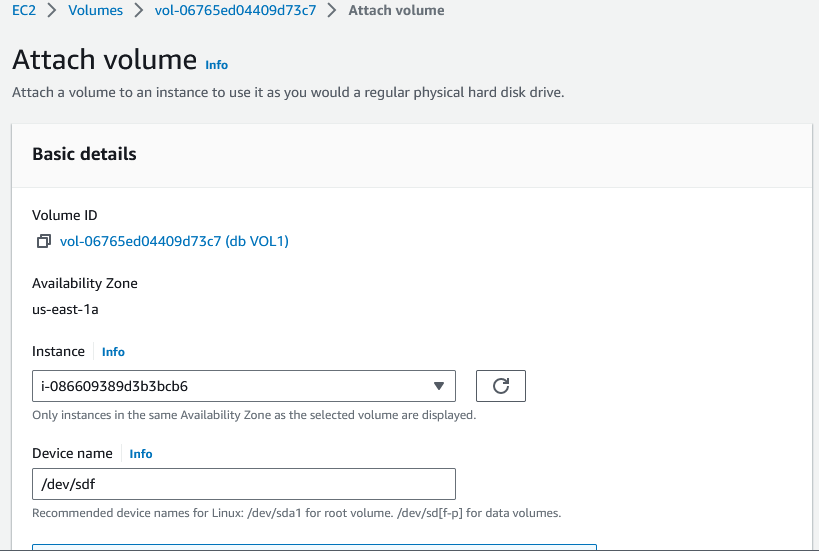 EC2 > Volumes > vol-06765ed04409d73c7 > Attach volume
Attach volume Info
Attach a volume to an instance to use it as you would a regular physical hard disk drive.
Basic details
Volume ID
vol-06765ed04409d73c7 (db VOL1)
Availability Zone
us-east-1a
Instance Info
i-086609389d3b3bcb6
Only instances in the same Availability Zone as the selected volume are displayed.
Device name Info
/dev/sdf
Recommended device names for Linux: /dev/sda1 for root volume. /dev/sd[f-p] for data volumes.